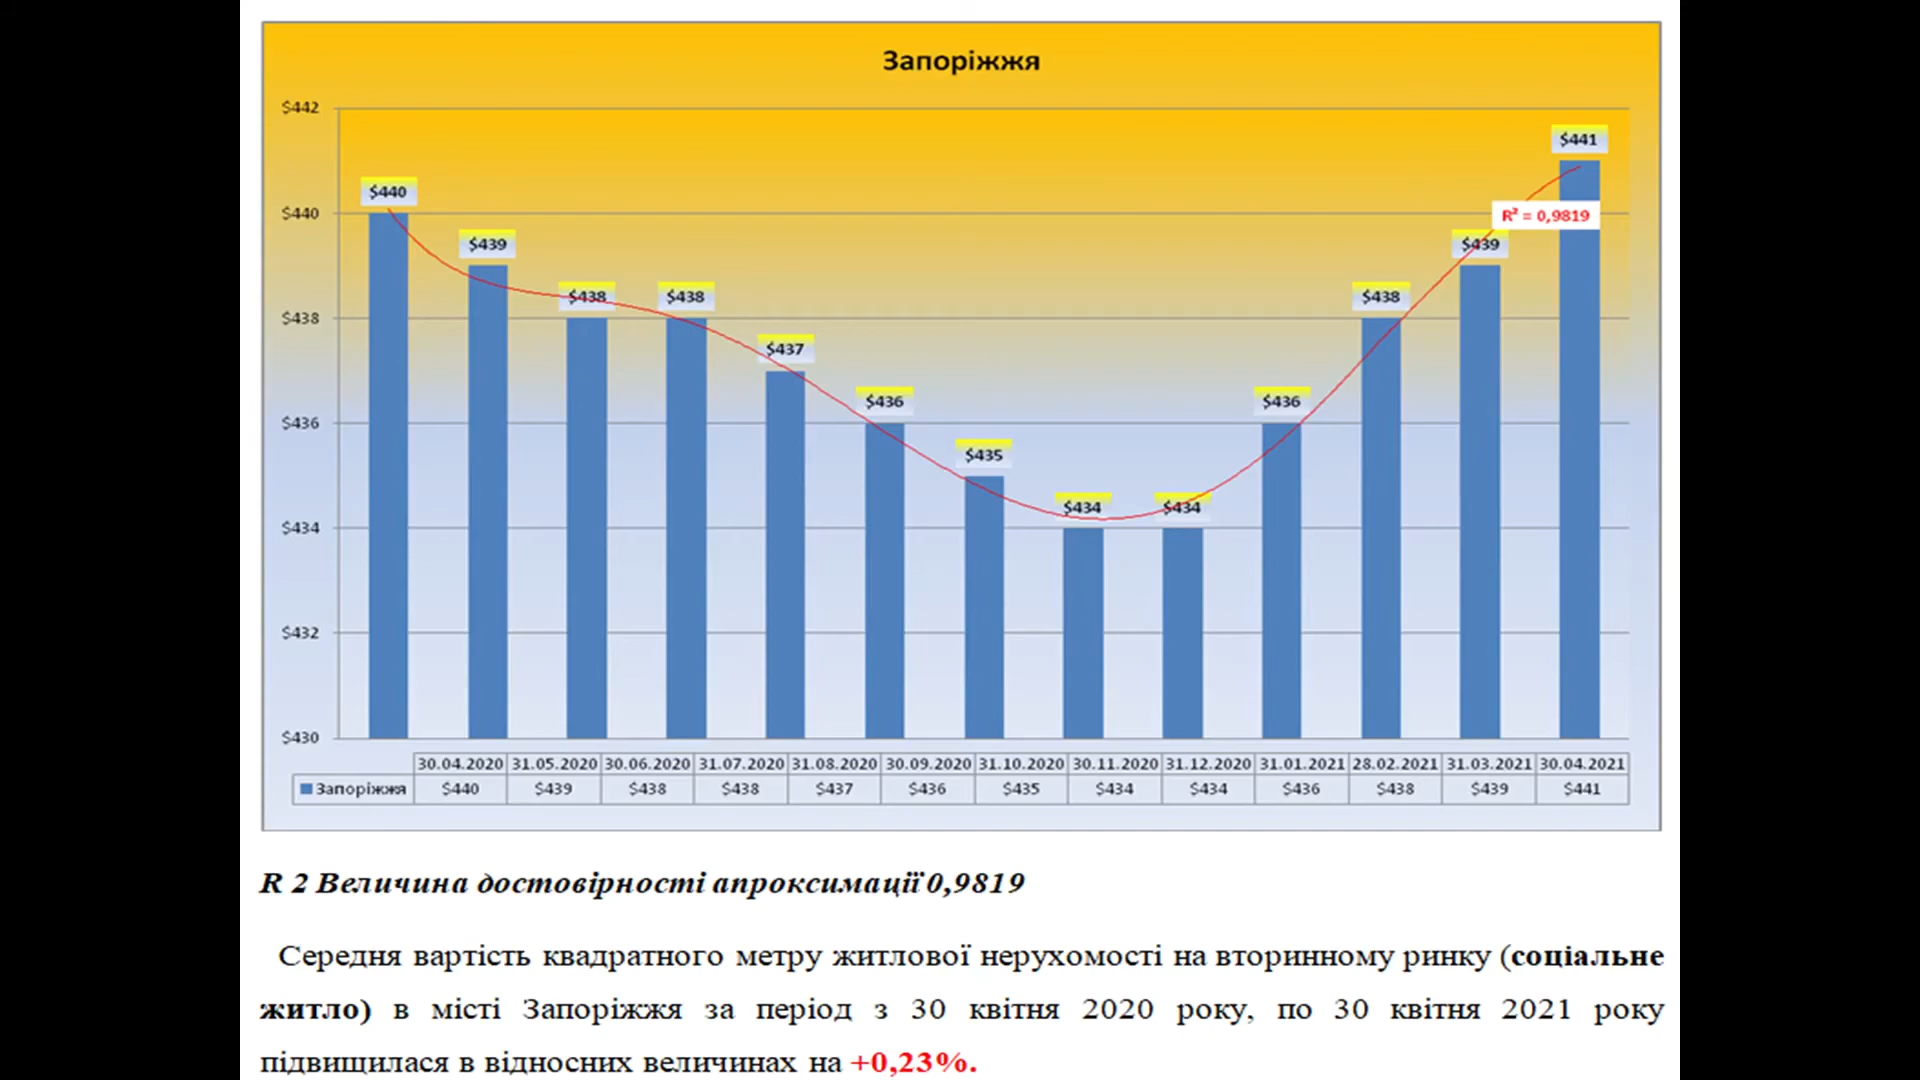 Запоріжжя
$442
$440
$438
$436
$434
$432
$430
$440
$439
$438
$438
$437
$436
$435
$434
$434
$436
$438
$439
$441
R² = 0,9819
30.04.2020 31.05.2020 30.06.2020 31.07.2020 31.08.2020 30.09.2020 31.10.2020 30.11.2020 31.12.2020 31.01.2021 28.02.2021 31.03.2021 30.04.2021
Запоріжжя $440 $439 $438 $438 $437 $436 $435 $434 $434 $436 $438 $439 $441
R 2 Величина достовірності апроксимації 0,9819
Середня вартість квадратного метру житлової нерухомості на вторинному ринку (соціальне
житло) в місті Запоріжжя за період з 30 квітня 2020 року, по 30 квітня 2021 року
підвищилася в відносних величинах на +0,23%.